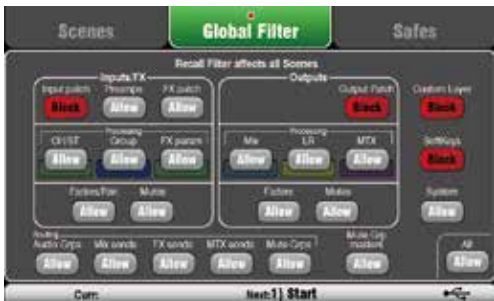 Scenes Global Filter Safes
Recall Filter affects all Scenes
Inputs/FX Outputs
Input patch Preamps FX patch Output Patch Custom Layer
Block Allow Allow Block Block
Processing Processing
CH/ST Group FX param Mix LR MTX SoftKeys
Allow Allow Allow Allow Allow Allow Block
Faders/Pan Mutes Faders Mutes System
Allow Allow Allow Allow Allow
Routing
Audio Grps Mix sends FX sends MTX sends Mute Grps Mute Grp masters All
Allow Allow Allow Allow Allow Allow Allow
Curr: Next:1) Start